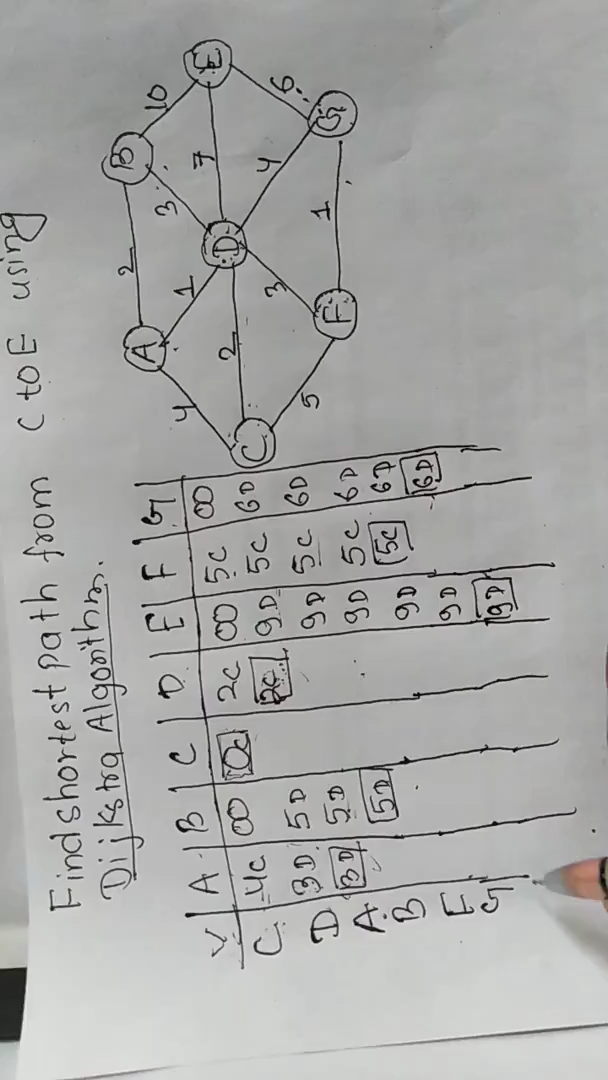 Find shortest path from C to E using
Dijkstra Algorithm.
V A B C D E F G
C 4C ∞ 0C 2C ∞ 5C ∞
D 3D 5D 2C 9D 5C 6D
A 3D 5D 9D 5C 6D
B 5D 9D 5C 6D
F 9D 5C 6D
G 9D 6D
9D
A B C D E F G
4 2 1 2 5 3 3 10 7 4 6 1